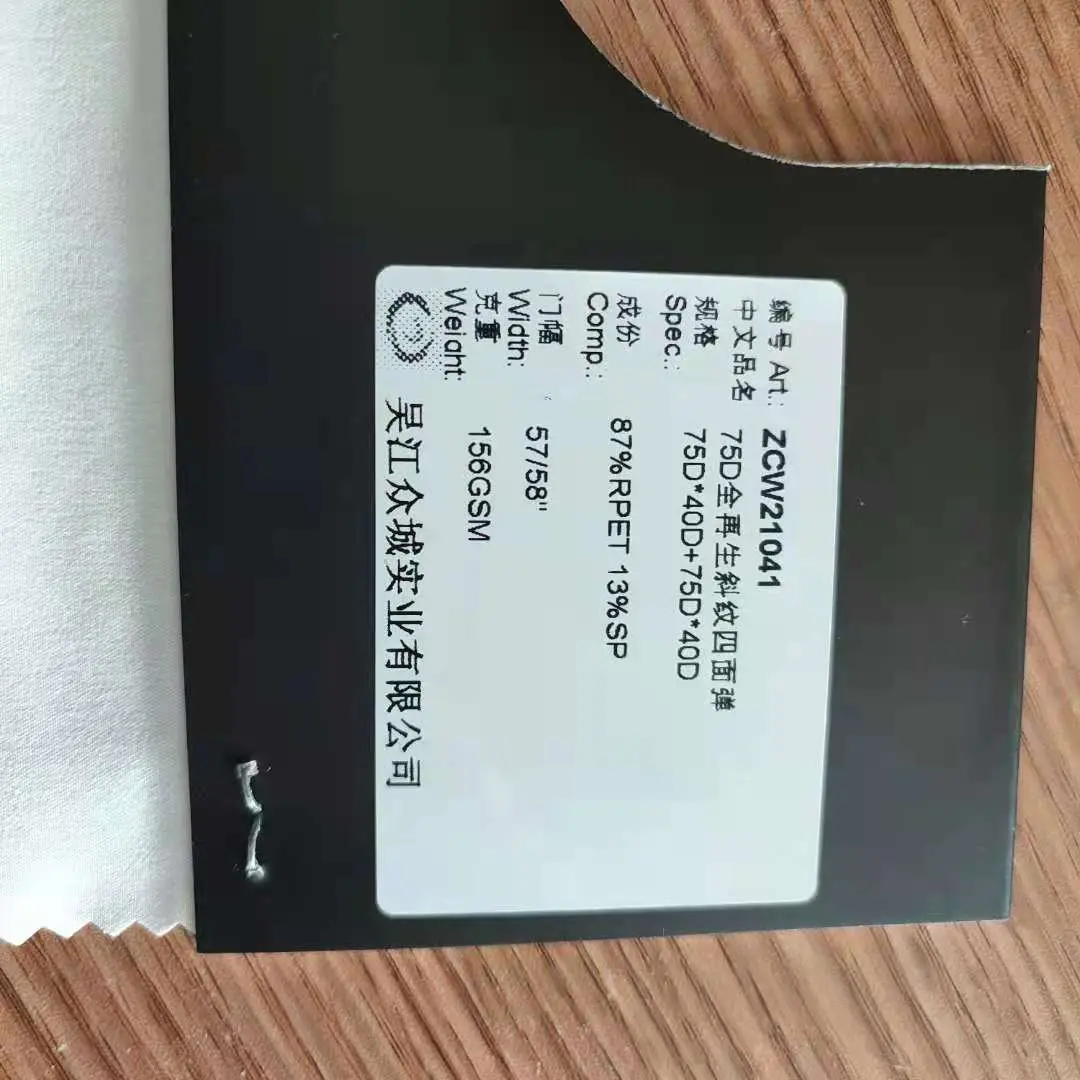 编号 Art.: ZCW21041
中文品名 75D全再生斜纹四面弹
规格 75D*40D+75D*40D
Spec.:
成份 87%RPET 13%SP
Comp.:
门幅 57/58"
Width:
克重 156GSM
Weight:
吴江众城实业有限公司